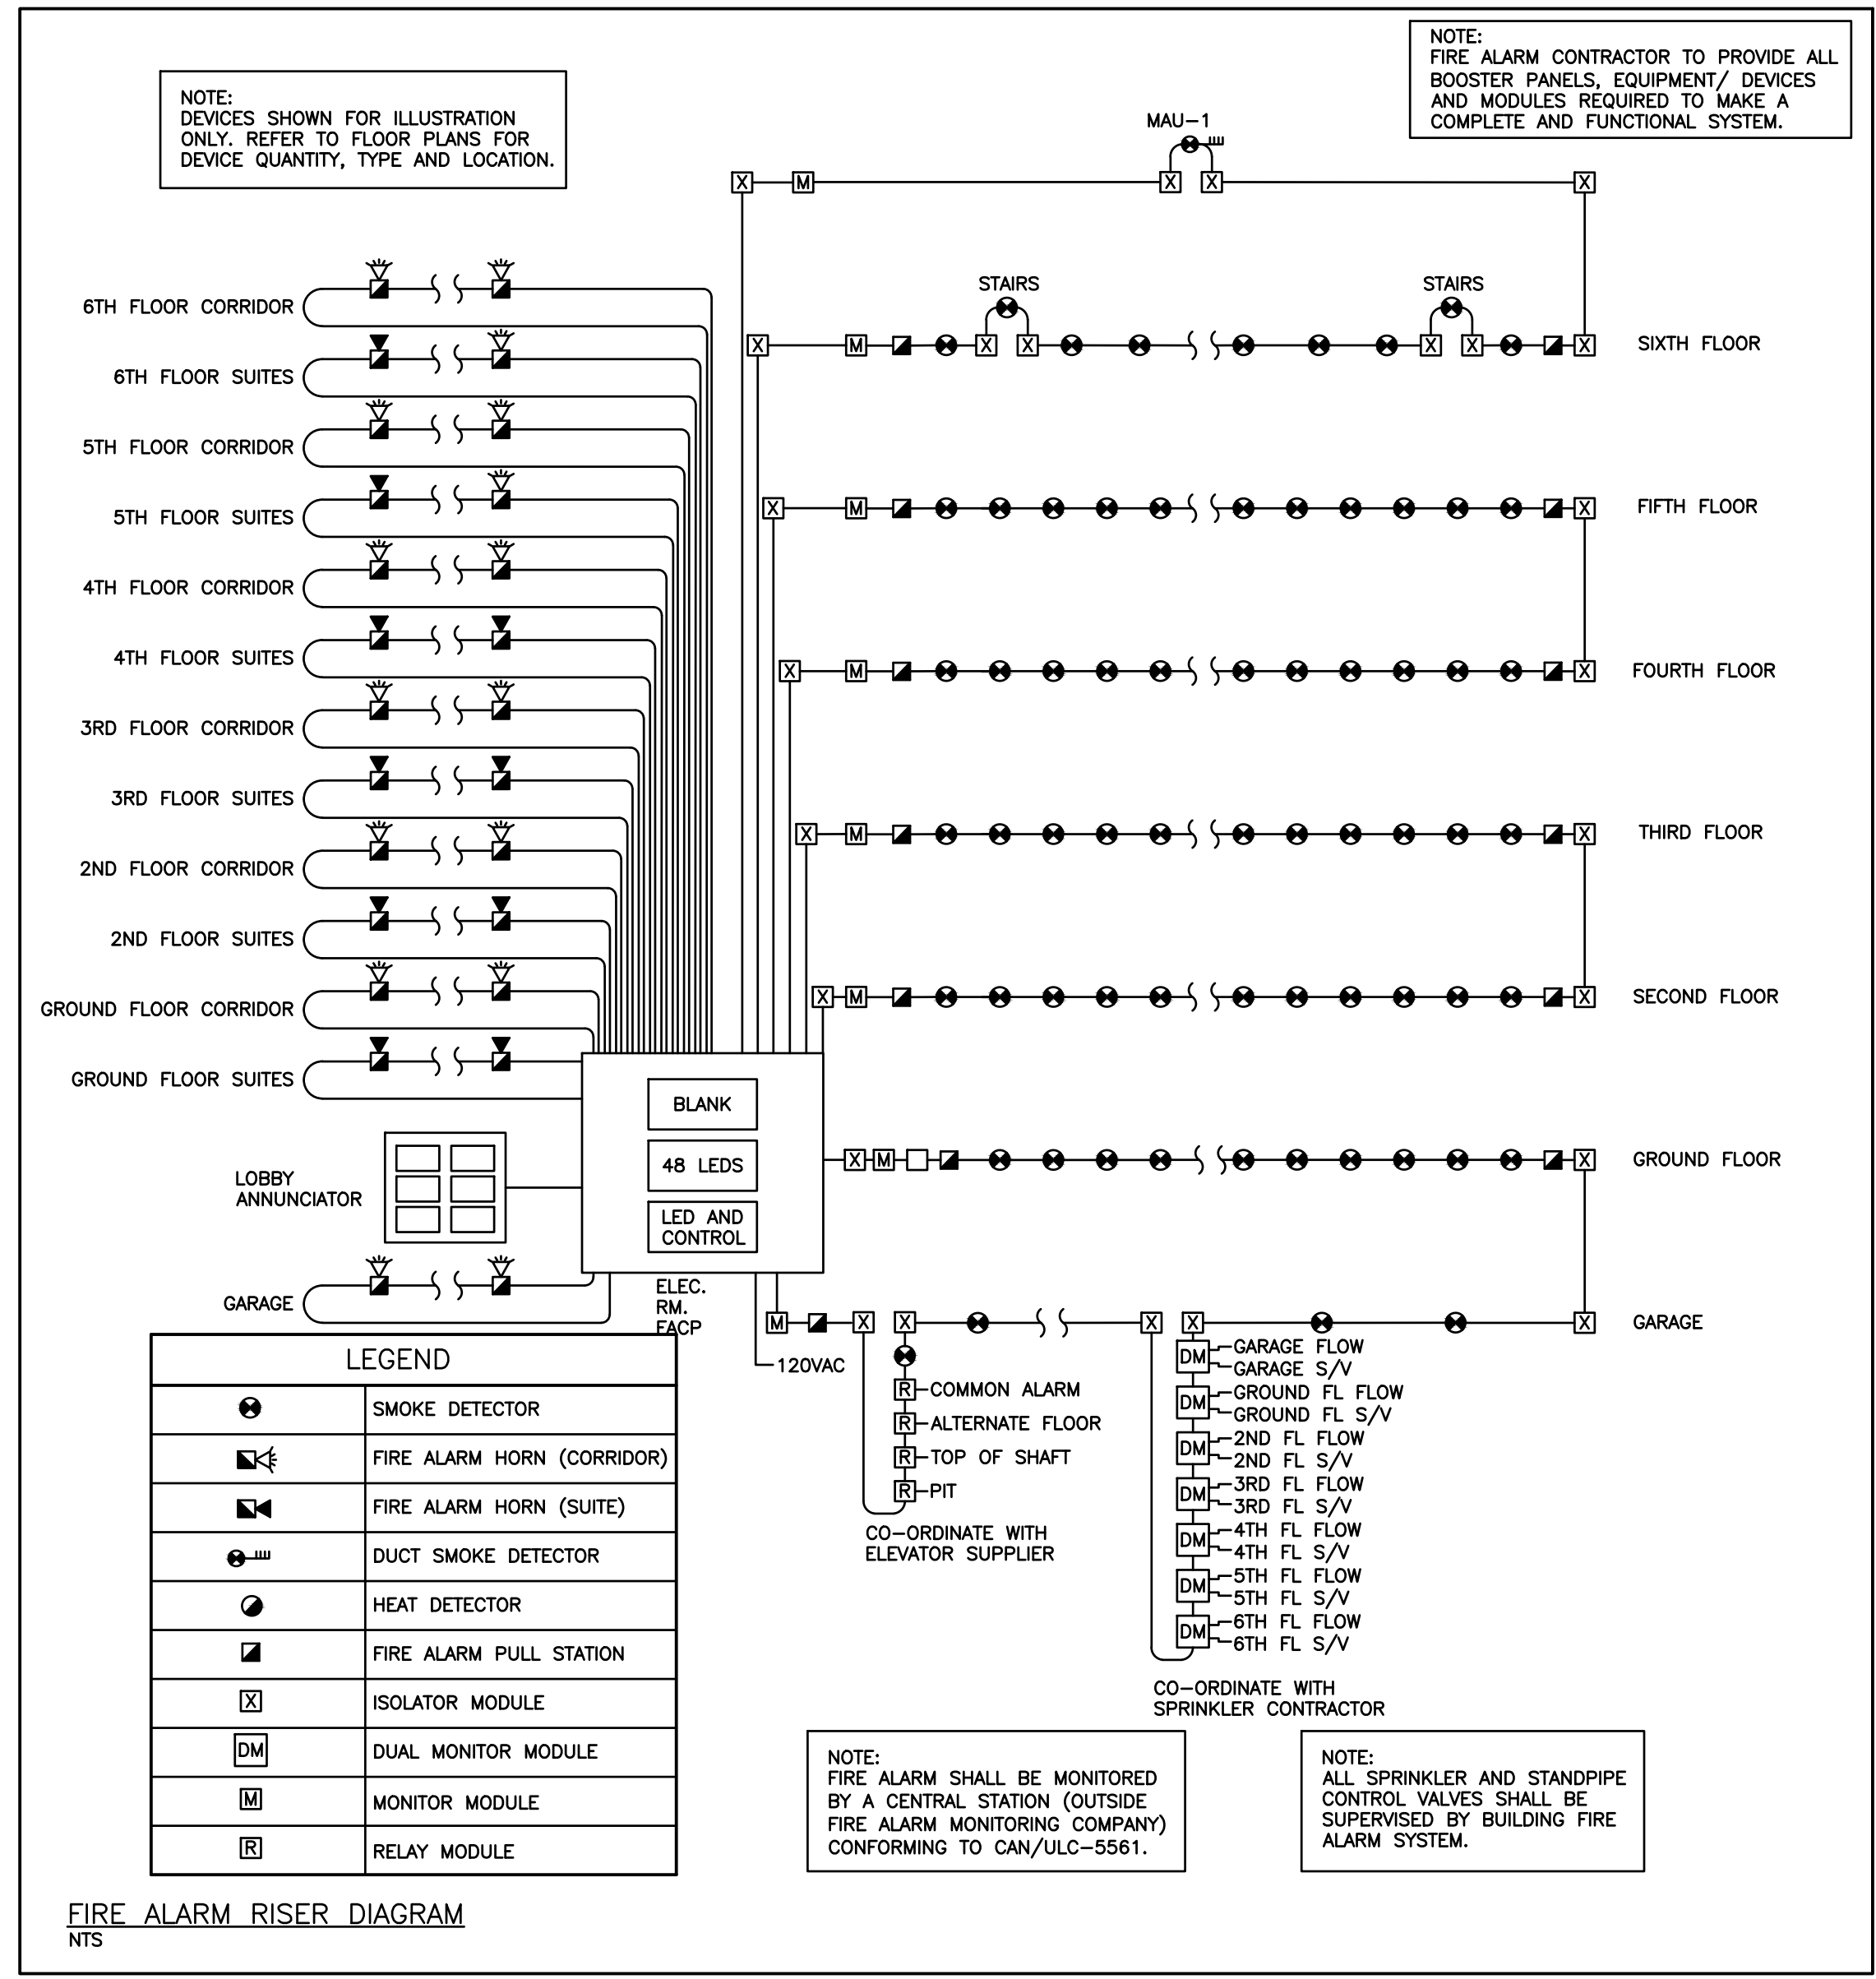 NOTE:
DEVICES SHOWN FOR ILLUSTRATION
ONLY. REFER TO FLOOR PLANS FOR
DEVICE QUANTITY, TYPE AND LOCATION.
NOTE:
FIRE ALARM CONTRACTOR TO PROVIDE ALL
BOOSTER PANELS, EQUIPMENT/ DEVICES
AND MODULES REQUIRED TO MAKE A
COMPLETE AND FUNCTIONAL SYSTEM.
MAU-1
X M X X X
6TH FLOOR CORRIDOR
6TH FLOOR SUITES
5TH FLOOR CORRIDOR
5TH FLOOR SUITES
4TH FLOOR CORRIDOR
4TH FLOOR SUITES
3RD FLOOR CORRIDOR
3RD FLOOR SUITES
2ND FLOOR CORRIDOR
2ND FLOOR SUITES
GROUND FLOOR CORRIDOR
GROUND FLOOR SUITES
STAIRS STAIRS
X M X X X X X SIXTH FLOOR
X M X FIFTH FLOOR
X M X FOURTH FLOOR
X M X THIRD FLOOR
X M X SECOND FLOOR
BLANK
48 LEDS
LED AND
CONTROL
LOBBY
ANNUNCIATOR
X M X GROUND FLOOR
GARAGE
ELEC.
RM.
FACP
M X X X X X GARAGE
120VAC
R COMMON ALARM
R ALTERNATE FLOOR
R TOP OF SHAFT
R PIT
CO-ORDINATE WITH
ELEVATOR SUPPLIER
DM GARAGE FLOW
GARAGE S/V
DM GROUND FL FLOW
GROUND FL S/V
DM 2ND FL FLOW
2ND FL S/V
DM 3RD FL FLOW
3RD FL S/V
DM 4TH FL FLOW
4TH FL S/V
DM 5TH FL FLOW
5TH FL S/V
DM 6TH FL FLOW
6TH FL S/V
CO-ORDINATE WITH
SPRINKLER CONTRACTOR
LEGEND
SMOKE DETECTOR
FIRE ALARM HORN (CORRIDOR)
FIRE ALARM HORN (SUITE)
DUCT SMOKE DETECTOR
HEAT DETECTOR
FIRE ALARM PULL STATION
X ISOLATOR MODULE
DM DUAL MONITOR MODULE
M MONITOR MODULE
R RELAY MODULE
NOTE:
FIRE ALARM SHALL BE MONITORED
BY A CENTRAL STATION (OUTSIDE
FIRE ALARM MONITORING COMPANY)
CONFORMING TO CAN/ULC-5561.
NOTE:
ALL SPRINKLER AND STANDPIPE
CONTROL VALVES SHALL BE
SUPERVISED BY BUILDING FIRE
ALARM SYSTEM.
FIRE ALARM RISER DIAGRAM
NTS